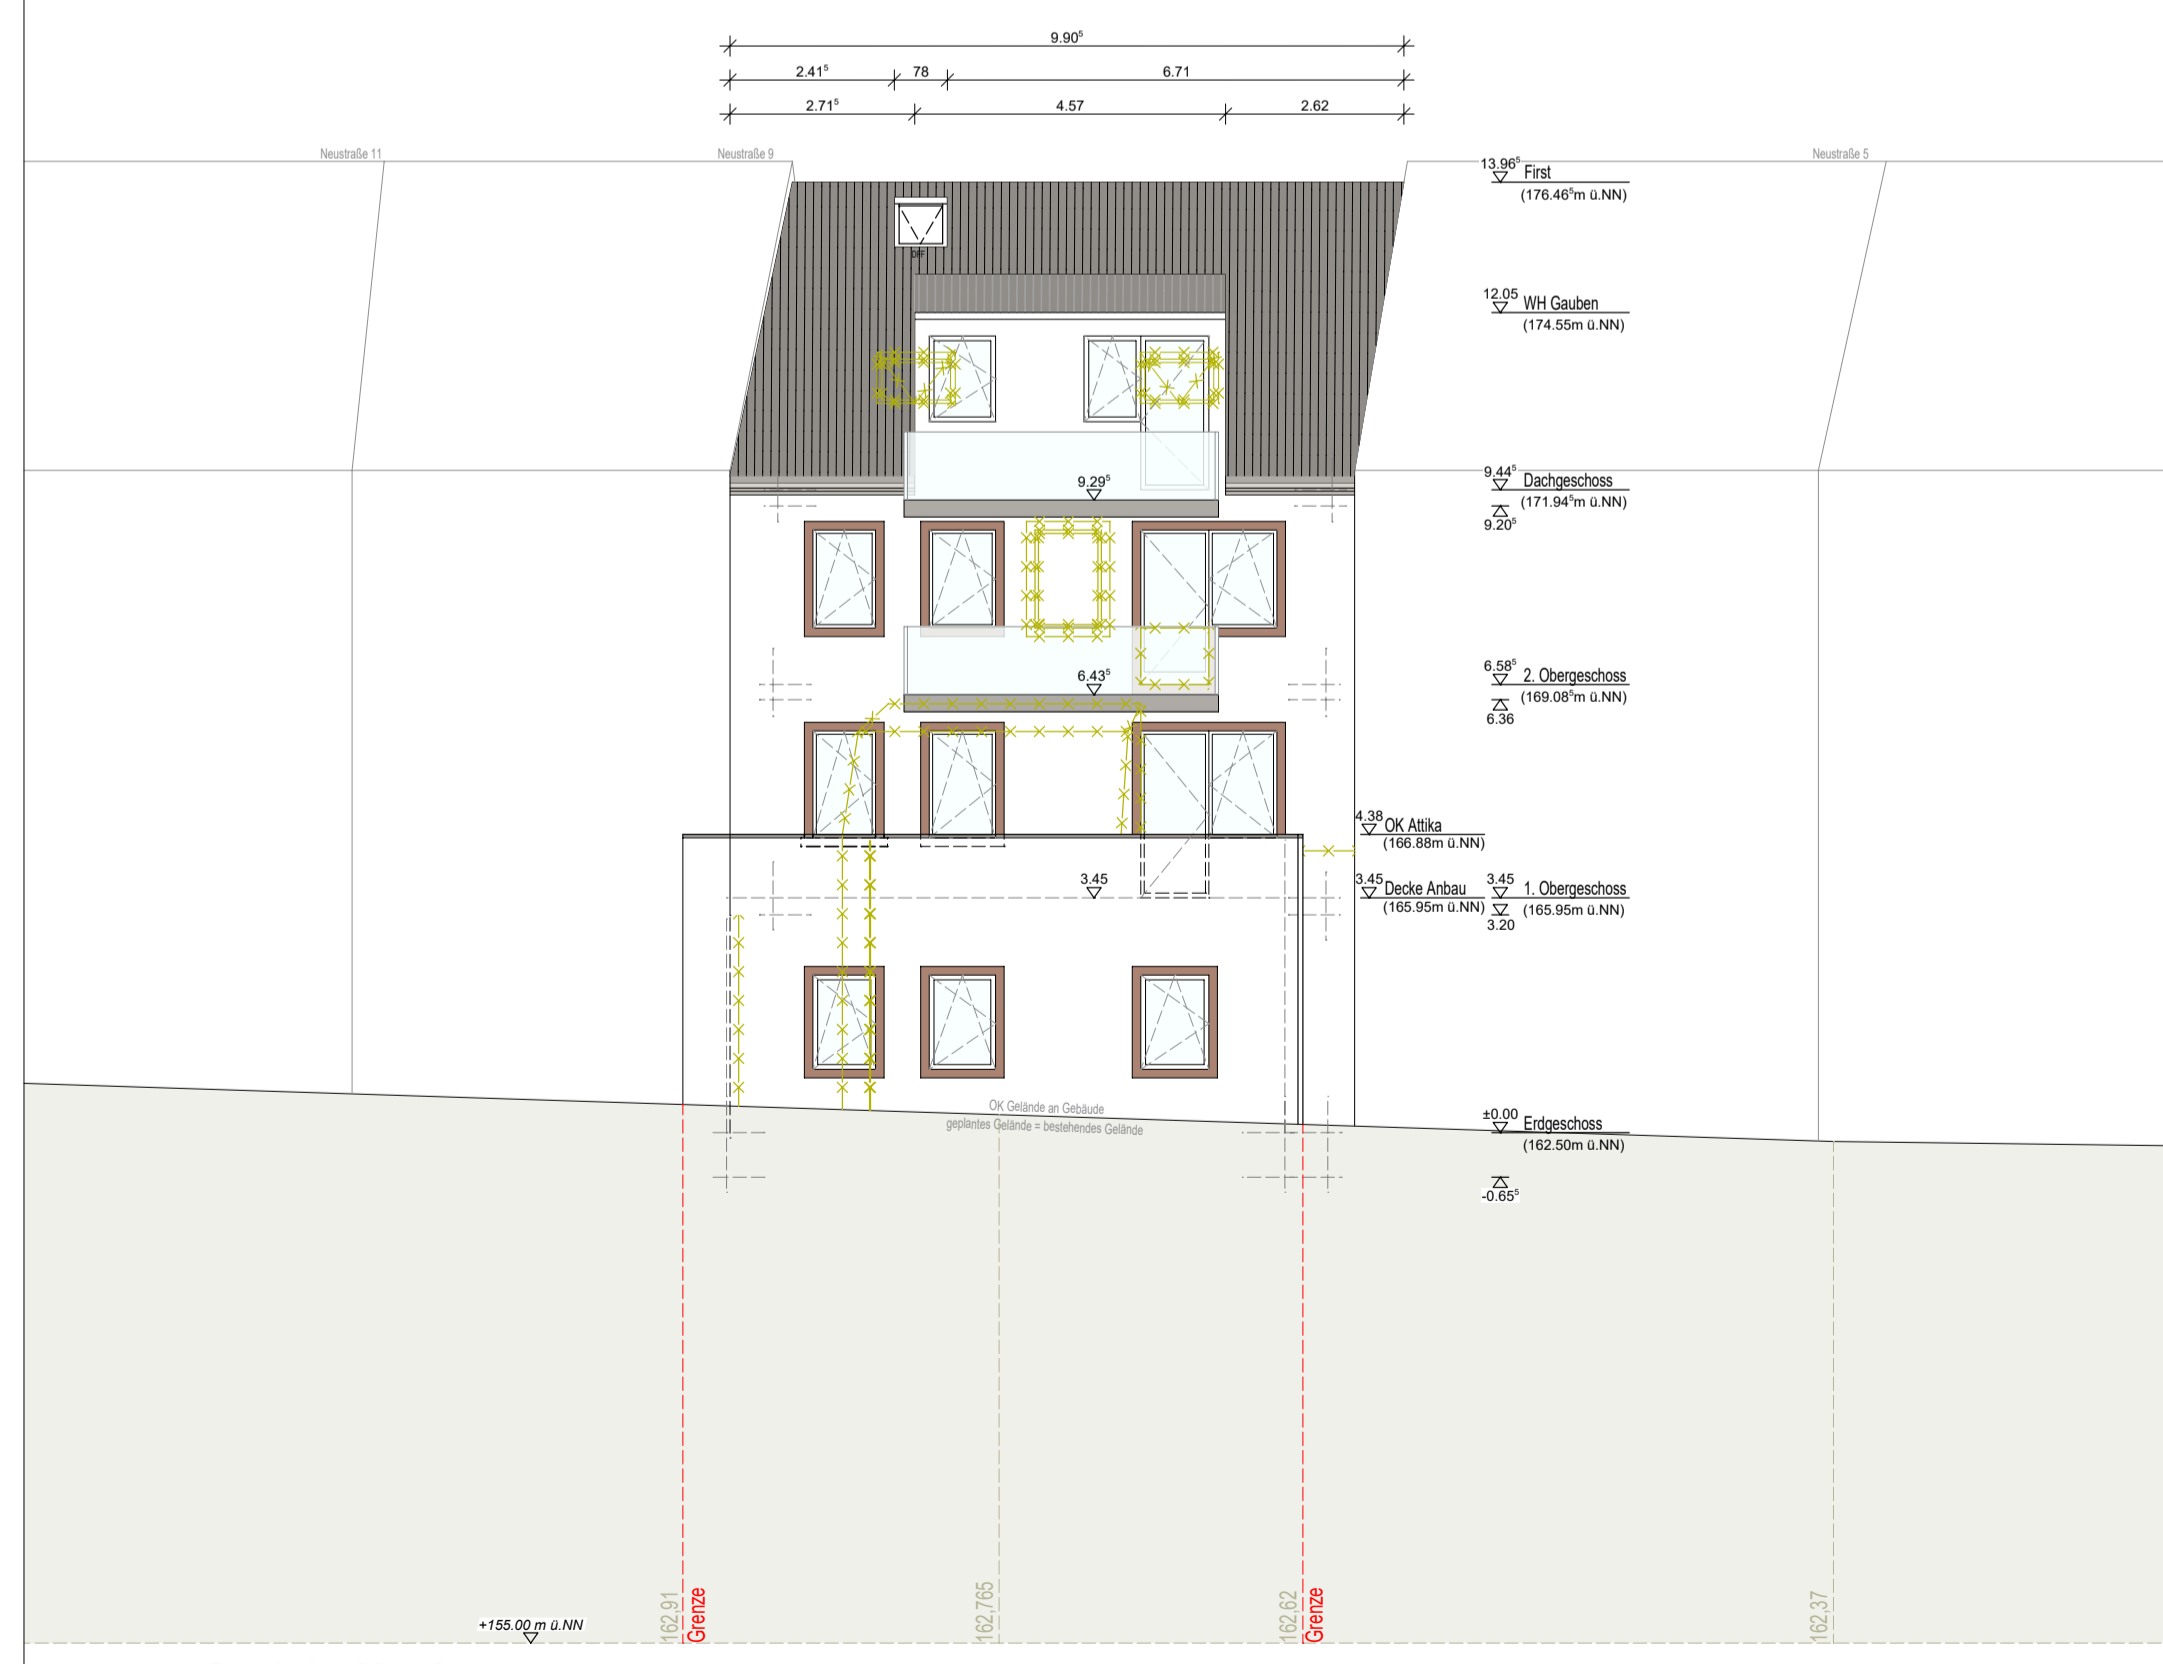 9.90⁵
2.41⁵ 78 6.71
2.71⁵ 4.57 2.62
Neustraße 11
Neustraße 9
Neustraße 5
13.96⁵ First
(176.46⁵m ü.NN)
DFF
12.05 WH Gauben
(174.55m ü.NN)
9.29⁵
9.44⁵ Dachgeschoss
(171.94⁵m ü.NN)
9.20⁵
6.43⁵
6.58⁵ 2. Obergeschoss
(169.08⁵m ü.NN)
6.36
4.38 OK Attika
(166.88m ü.NN)
3.45
3.45 Decke Anbau
(165.95m ü.NN)
3.45 1. Obergeschoss
(165.95m ü.NN)
3.20
OK Gelände an Gebäude
geplantes Gelände = bestehendes Gelände
±0.00 Erdgeschoss
(162.50m ü.NN)
-0.65⁵
+155.00 m ü.NN
162,91
Grenze
162,765
162,62
Grenze
162,37